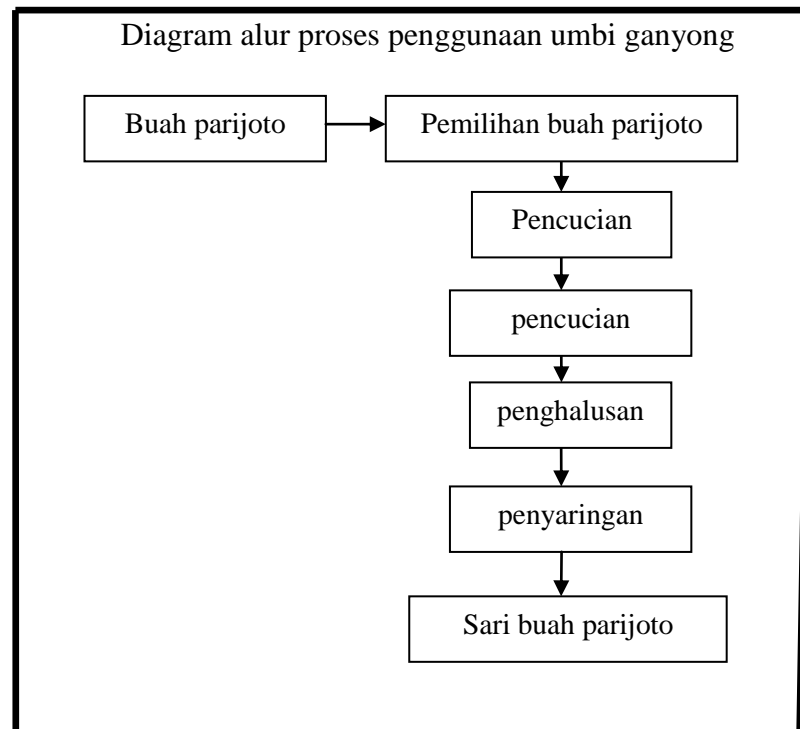 Diagram alur proses penggunaan umbi ganyong
Buah parijoto
Pemilihan buah parijoto
Pencucian
pencucian
penghalusan
penyaringan
Sari buah parijoto